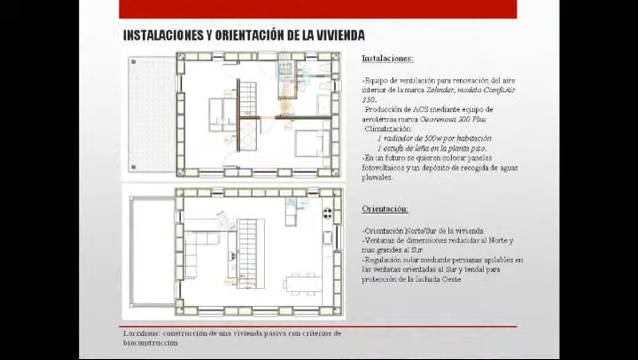 INSTALACIONES Y ORIENTACIÓN DE LA VIVIENDA
Instalaciones:
-Equipo de ventilación para renovación del aire
interior de la marca Zehnder, modelo ComfoAir
350.
-Producción de ACS mediante equipo de
aerotérmia marca Georenova 300 Plus
-Climatización:
1 radiador de 500w por habitación
1 estufa de leña en la planta piso.
-En un futuro se quieren colocar paneles
fotovoltaicos y un depósito de recogida de aguas
pluviales.
Orientación:
-Orientación Norte/Sur de la vivienda
-Ventanas de dimensiones reducidas al Norte y
mas grandes al Sur
-Regulación solar mediante persianas apilables en
las ventanas orientadas al Sur y tendal para
protección de la fachada Oeste
Larixhaus: construcción de una vivienda pasiva con criterios de
bioconstrucción